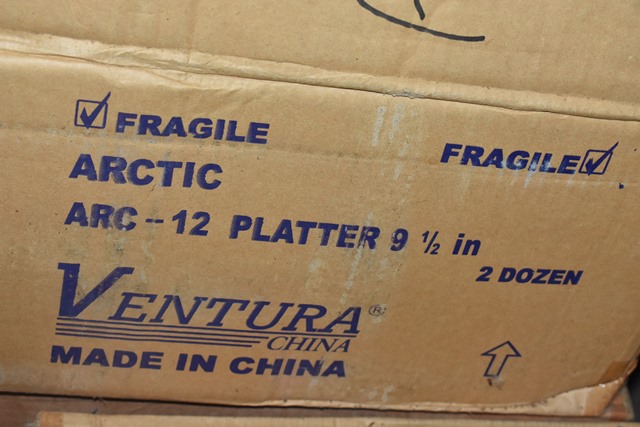 FRAGILE
FRAGILE
ARCTIC
ARC - 12 PLATTER 9 ½ in
2 DOZEN
VENTURA®
CHINA
MADE IN CHINA